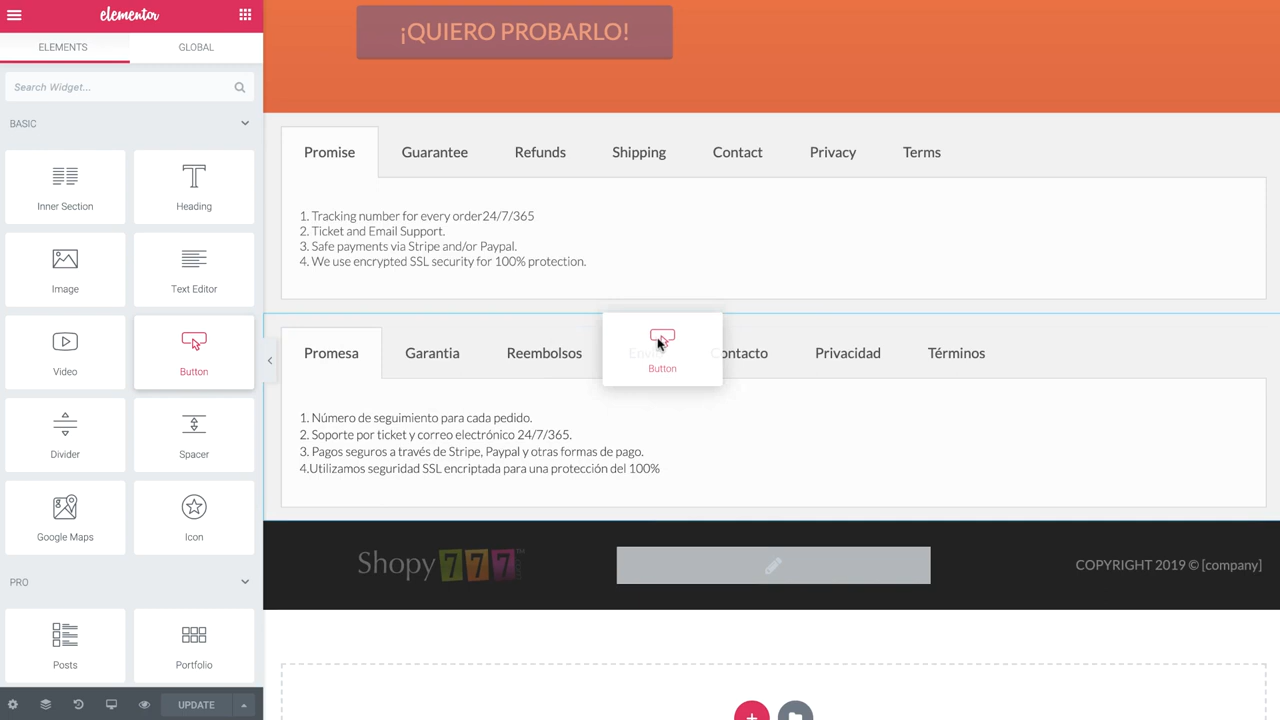 elementor
ELEMENTS
GLOBAL
Search Widget...
BASIC
Inner Section
Heading
Image
Text Editor
Video
Button
Divider
Spacer
Google Maps
Icon
PRO
Posts
Portfolio
UPDATE
¡QUIERO PROBARLO!
Promise
Guarantee
Refunds
Shipping
Contact
Privacy
Terms
1. Tracking number for every order24/7/365
2. Ticket and Email Support.
3. Safe payments via Stripe and/or Paypal.
4. We use encrypted SSL security for 100% protection.
Promesa
Garantia
Reembolsos
Button
Contacto
Privacidad
Términos
1. Número de seguimiento para cada pedido.
2. Soporte por ticket y correo electrónico 24/7/365.
3. Pagos seguros a través de Stripe, Paypal y otras formas de pago.
4.Utilizamos seguridad SSL encriptada para una protección del 100%
Shopy777™
COPYRIGHT 2019 © [company]